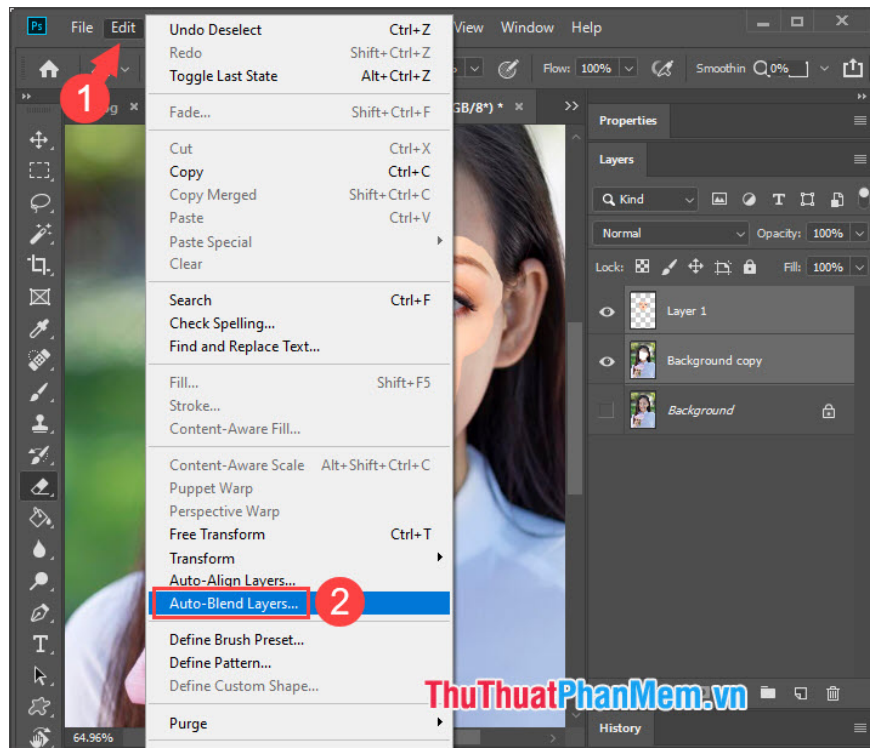 Ps File Edit View Window Help
Flow: 100% Smoothin 0%
1
GB/8*) * ×
Undo Deselect Ctrl+Z
Redo Shift+Ctrl+Z
Toggle Last State Alt+Ctrl+Z
Fade... Shift+Ctrl+F
Cut Ctrl+X
Copy Ctrl+C
Copy Merged Shift+Ctrl+C
Paste Ctrl+V
Paste Special
Clear
Search Ctrl+F
Check Spelling...
Find and Replace Text...
Fill... Shift+F5
Stroke...
Content-Aware Fill...
Content-Aware Scale Alt+Shift+Ctrl+C
Puppet Warp
Perspective Warp
Free Transform Ctrl+T
Transform
Auto-Align Layers...
Auto-Blend Layers... 2
Define Brush Preset...
Define Pattern...
Define Custom Shape...
Purge
Properties
Layers
Kind
Normal Opacity: 100%
Lock: Fill: 100%
Layer 1
Background copy
Background
ThuThuatPhanMem.vn
History
64.96%